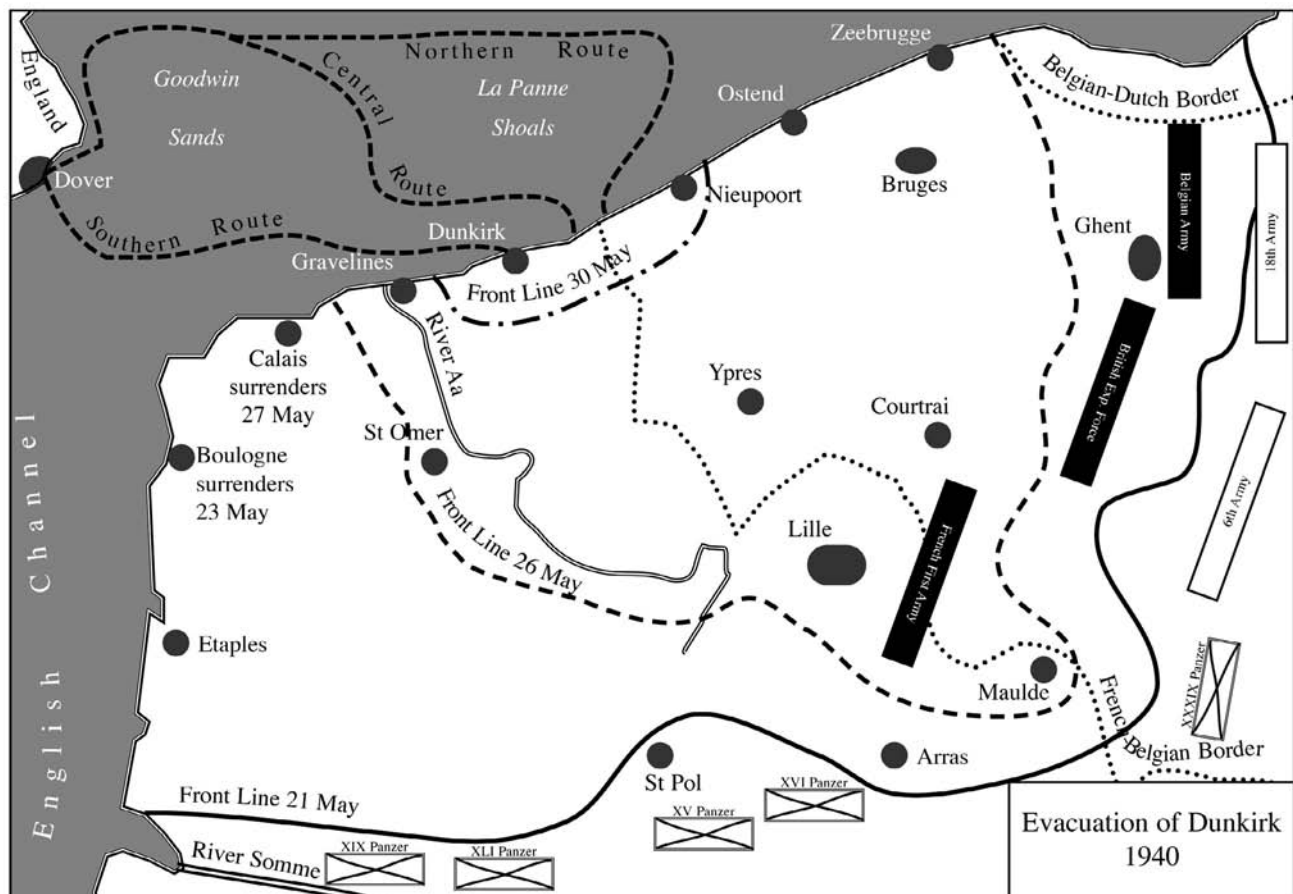 Zeebrugge
England
Northern Route
Goodwin
Sands
Central
Route
La Panne
Shoals
Belgian-Dutch Border
Ostend
Dover
Bruges
Nieupoort
Belgian Army
18th Army
Southern Route
Dunkirk
Ghent
Gravelines
Front Line 30 May
River Aa
Calais
surrenders
27 May
Ypres
British Exp. Force
Courtrai
St Omer
Boulogne
surrenders
23 May
6th Army
Front Line 26 May
Lille
French First Army
English Channel
Etaples
Maulde
XXXIX Panzer
French-Belgian Border
St Pol
Arras
Front Line 21 May
XVI Panzer
XV Panzer
River Somme
XIX Panzer
XLI Panzer
Evacuation of Dunkirk
1940